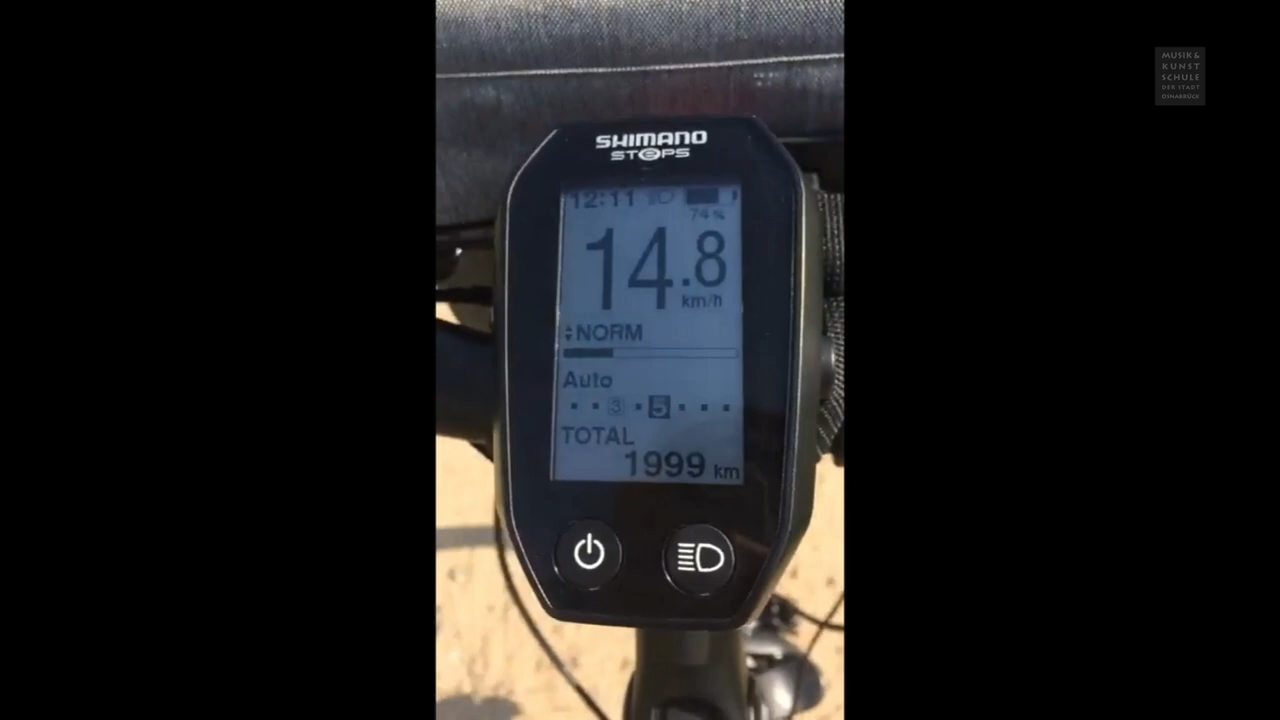 MUSIK &
KUNST
SCHULE
DER STADT
OSNABRÜCK
SHIMANO
STEPS
12:11
74%
14.8
km/h
NORM
Auto
3 5
TOTAL
1999 km